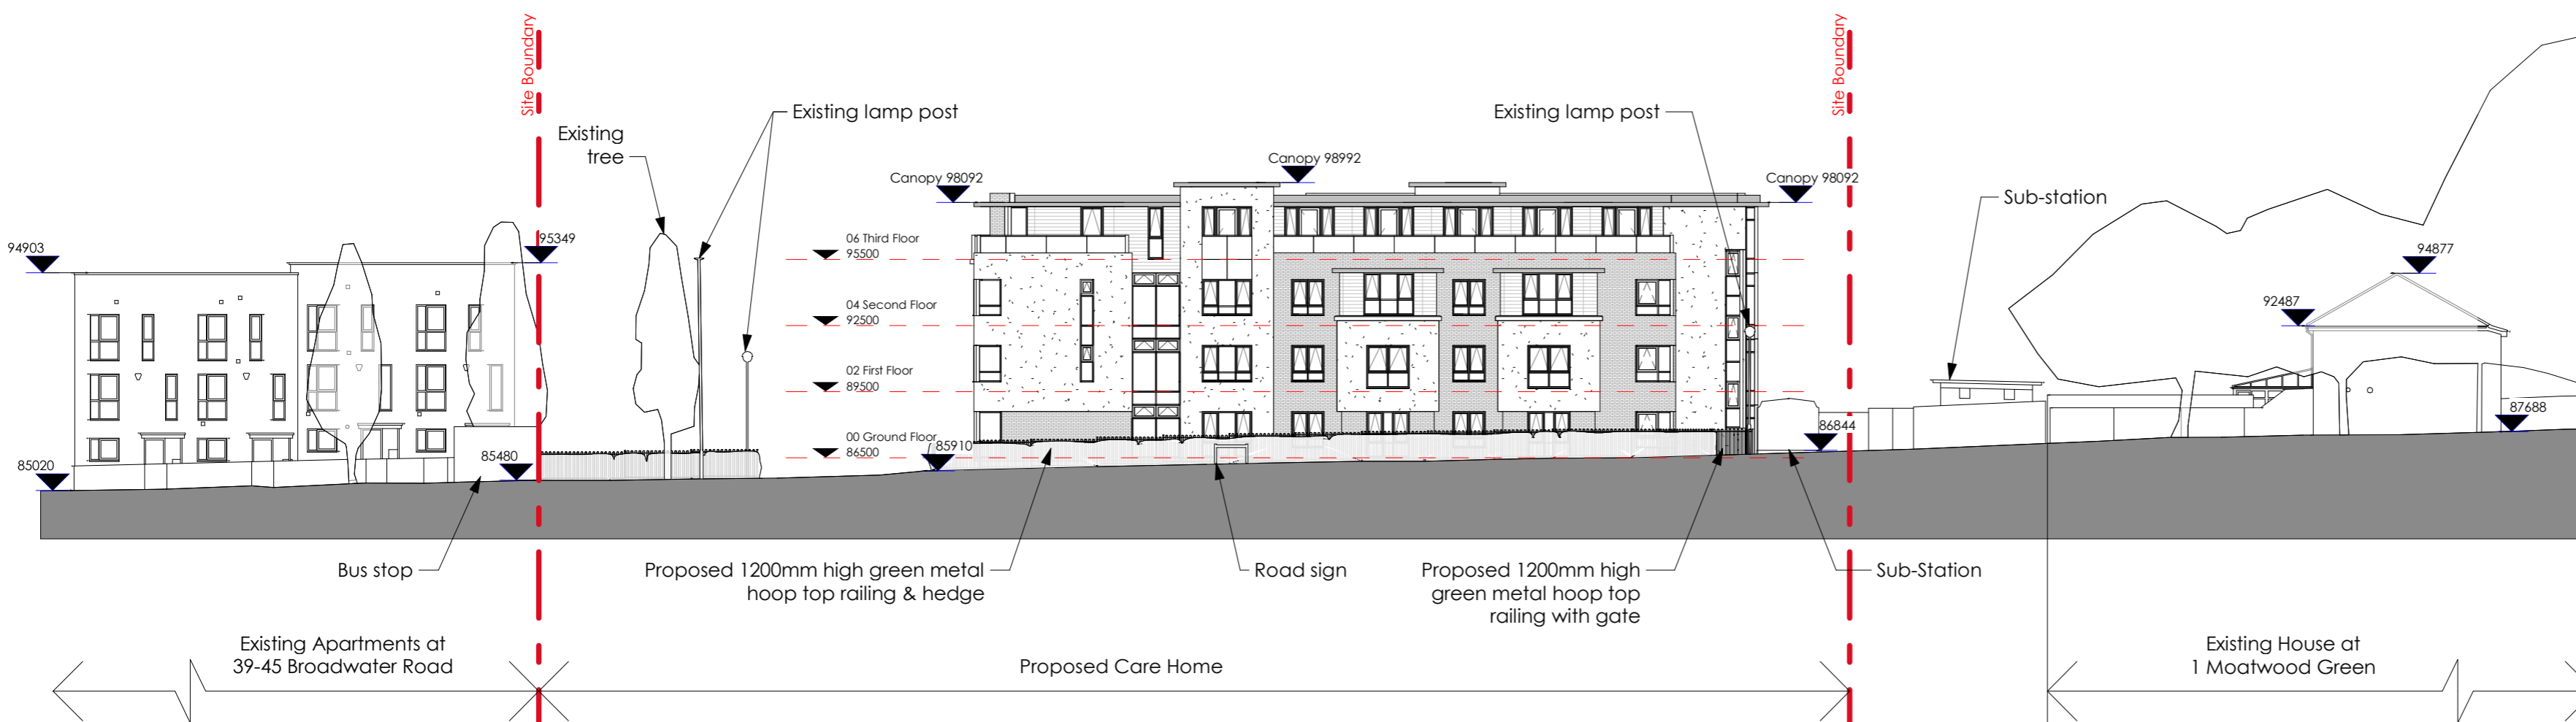 Site Boundary
Site Boundary
Existing lamp post
Existing lamp post
Existing
tree
Canopy 98992
Canopy 98092
Canopy 98092
Sub-station
94903
95349
06 Third Floor
95500
94877
04 Second Floor
92500
92487
02 First Floor
89500
87688
00 Ground Floor
86500
85910
86844
85020
85480
Bus stop
Proposed 1200mm high green metal
hoop top railing & hedge
Road sign
Proposed 1200mm high
green metal hoop top
railing with gate
Sub-Station
Existing Apartments at
39-45 Broadwater Road
Proposed Care Home
Existing House at
1 Moatwood Green